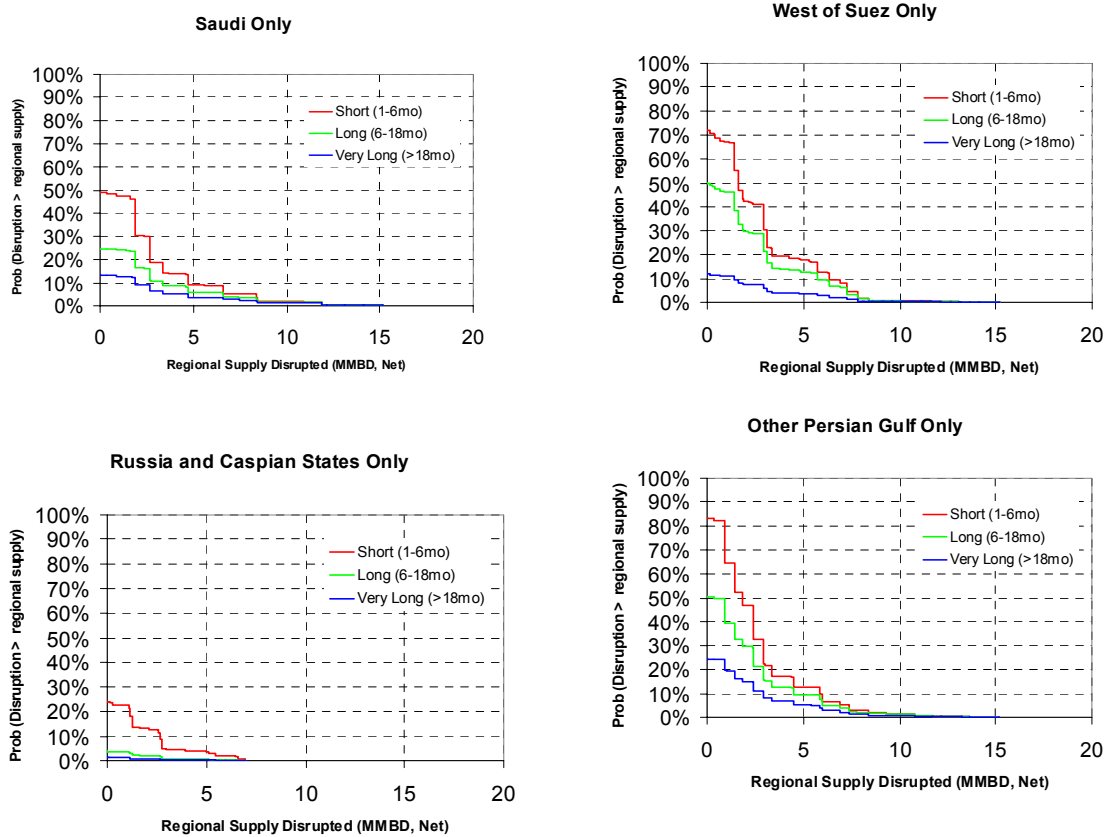 Saudi Only
Prob (Disruption > regional supply)
100%
90%
80%
70%
60%
50%
40%
30%
20%
10%
0%
Short (1-6mo)
Long (6-18mo)
Very Long (>18mo)
0 5 10 15 20
Regional Supply Disrupted (MMBD, Net)
West of Suez Only
Prob (Disruption > regional supply)
100%
90%
80%
70%
60%
50%
40%
30%
20%
10%
0%
Short (1-6mo)
Long (6-18mo)
Very Long (>18mo)
0 5 10 15 20
Regional Supply Disrupted (MMBD, Net)
Russia and Caspian States Only
Prob (Disruption > regional supply)
100%
90%
80%
70%
60%
50%
40%
30%
20%
10%
0%
Short (1-6mo)
Long (6-18mo)
Very Long (>18mo)
0 5 10 15 20
Regional Supply Disrupted (MMBD, Net)
Other Persian Gulf Only
Prob (Disruption > regional supply)
100%
90%
80%
70%
60%
50%
40%
30%
20%
10%
0%
Short (1-6mo)
Long (6-18mo)
Very Long (>18mo)
0 5 10 15 20
Regional Supply Disrupted (MMBD, Net)